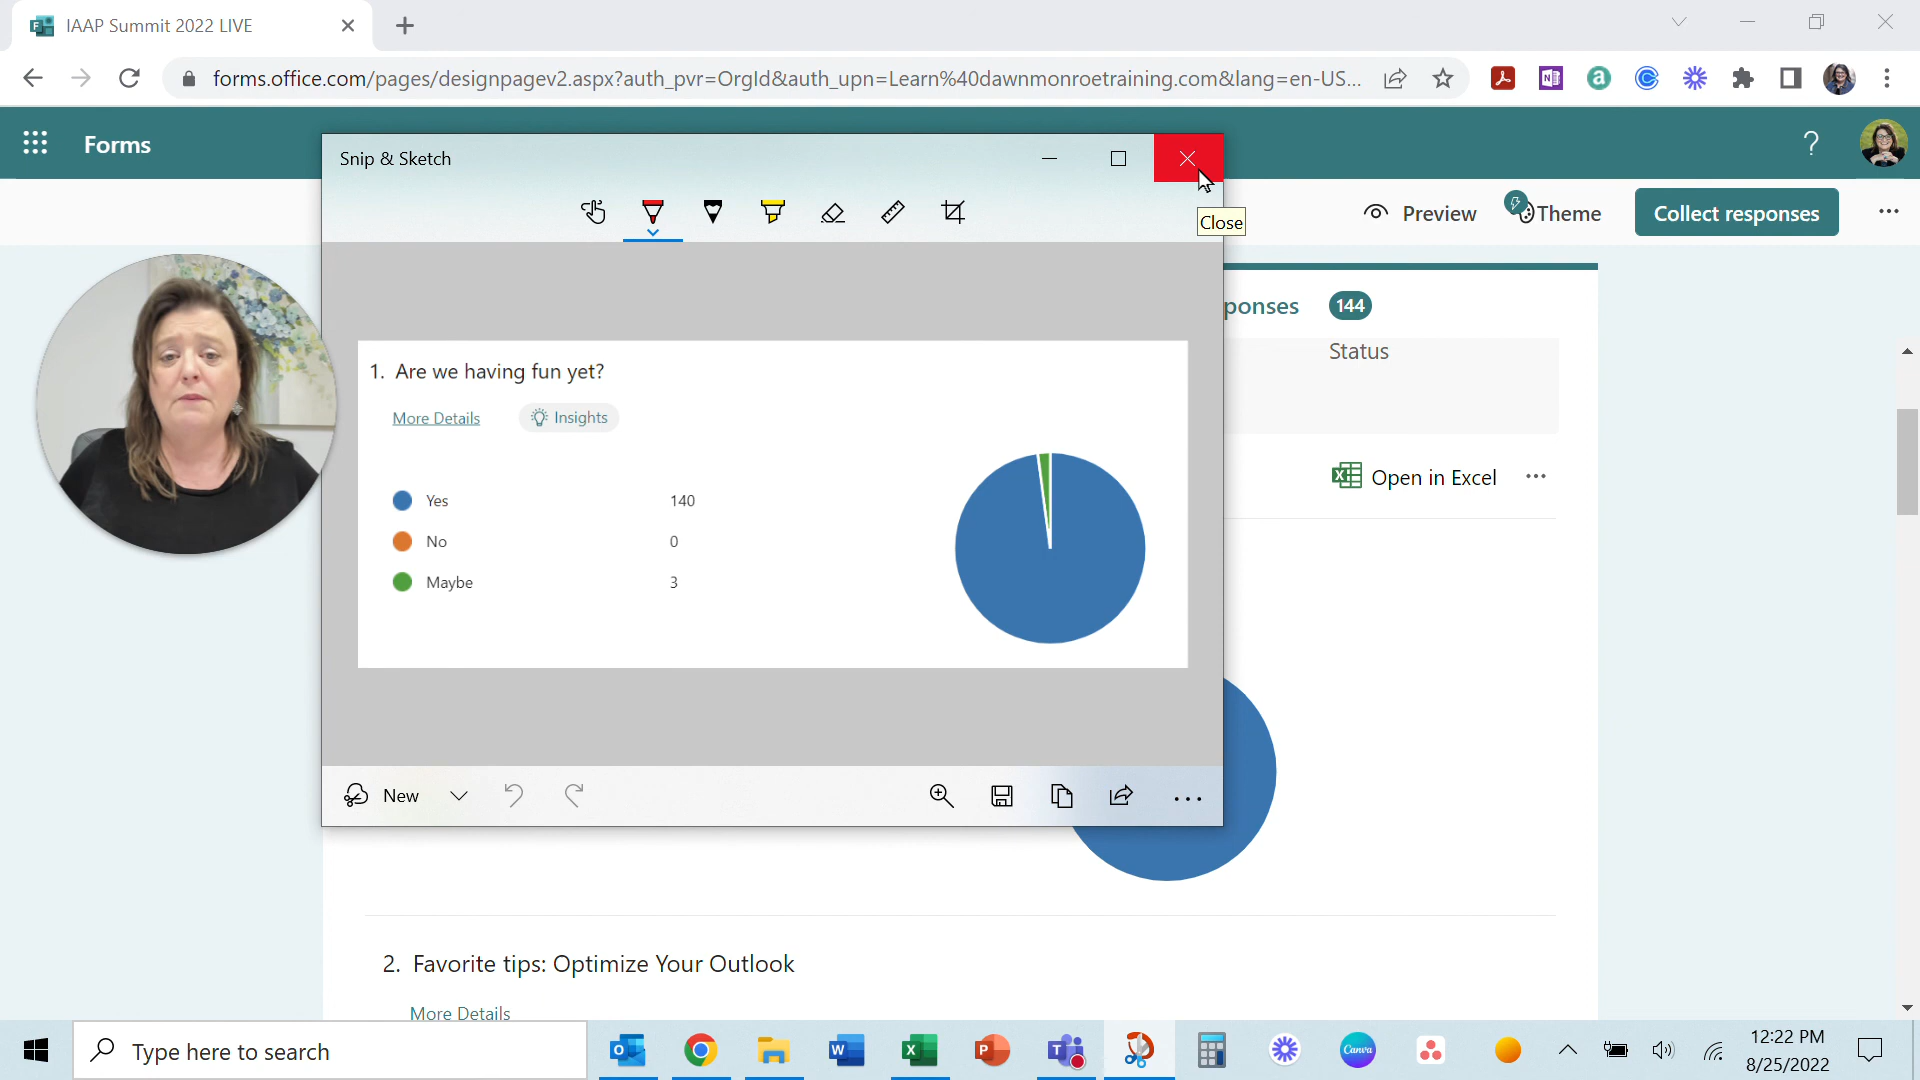 IAAP Summit 2022 LIVE
forms.office.com/pages/designpagev2.aspx?auth_pvr=OrgId&auth_upn=Learn%40dawnmonroetraining.com&lang=en-US...
Forms
Snip & Sketch
Close
Preview
Theme
Collect responses
ponses 144
Status
1. Are we having fun yet?
More Details
Insights
Open in Excel
Yes 140
No 0
Maybe 3
New
2. Favorite tips: Optimize Your Outlook
More Details
Type here to search
Canva
12:22 PM
8/25/2022